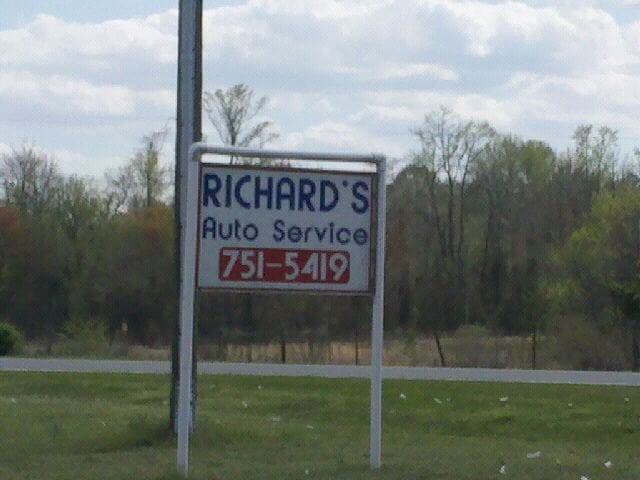 RICHARD'S
Auto Service
751-5419